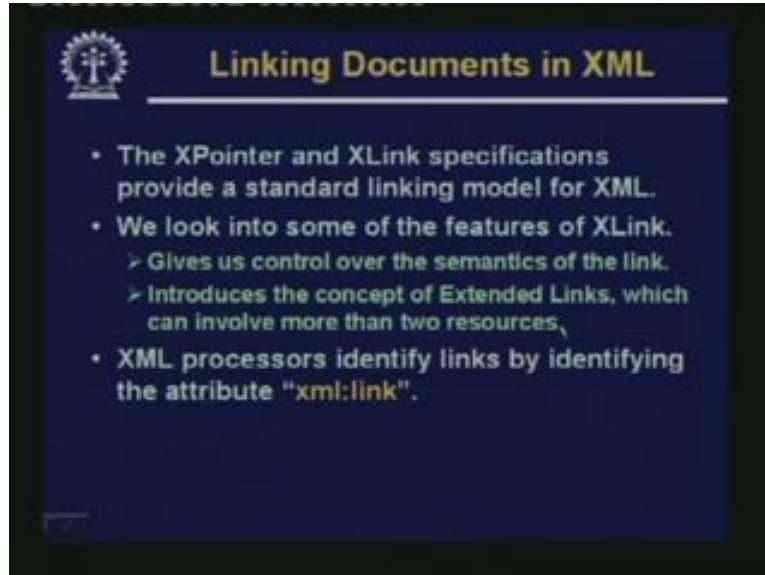 Linking Documents in XML
• The XPointer and XLink specifications
provide a standard linking model for XML.
• We look into some of the features of XLink.
➢ Gives us control over the semantics of the link.
➢ Introduces the concept of Extended Links, which
can involve more than two resources.
• XML processors identify links by identifying
the attribute “xml:link”.